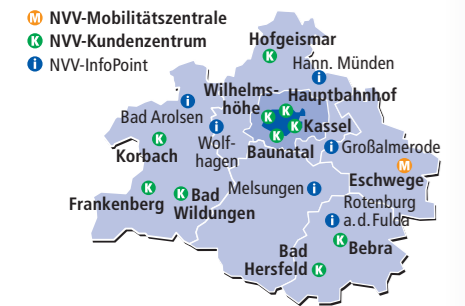 M NVV-Mobilitätszentrale
K NVV-Kundenzentrum
i NVV-InfoPoint
Hofgeismar
K
Hann. Münden
i
Wilhelms-
höhe
Hauptbahnhof
K
K
K Kassel
K
Baunatal
i
Bad Arolsen
i
Wolf-
hagen
K
Korbach
i Großalmerode
M
Eschwege
K
Frankenberg
K Bad
Wildungen
Melsungen i
Rotenburg
i a.d. Fulda
K Bebra
Bad
Hersfeld K